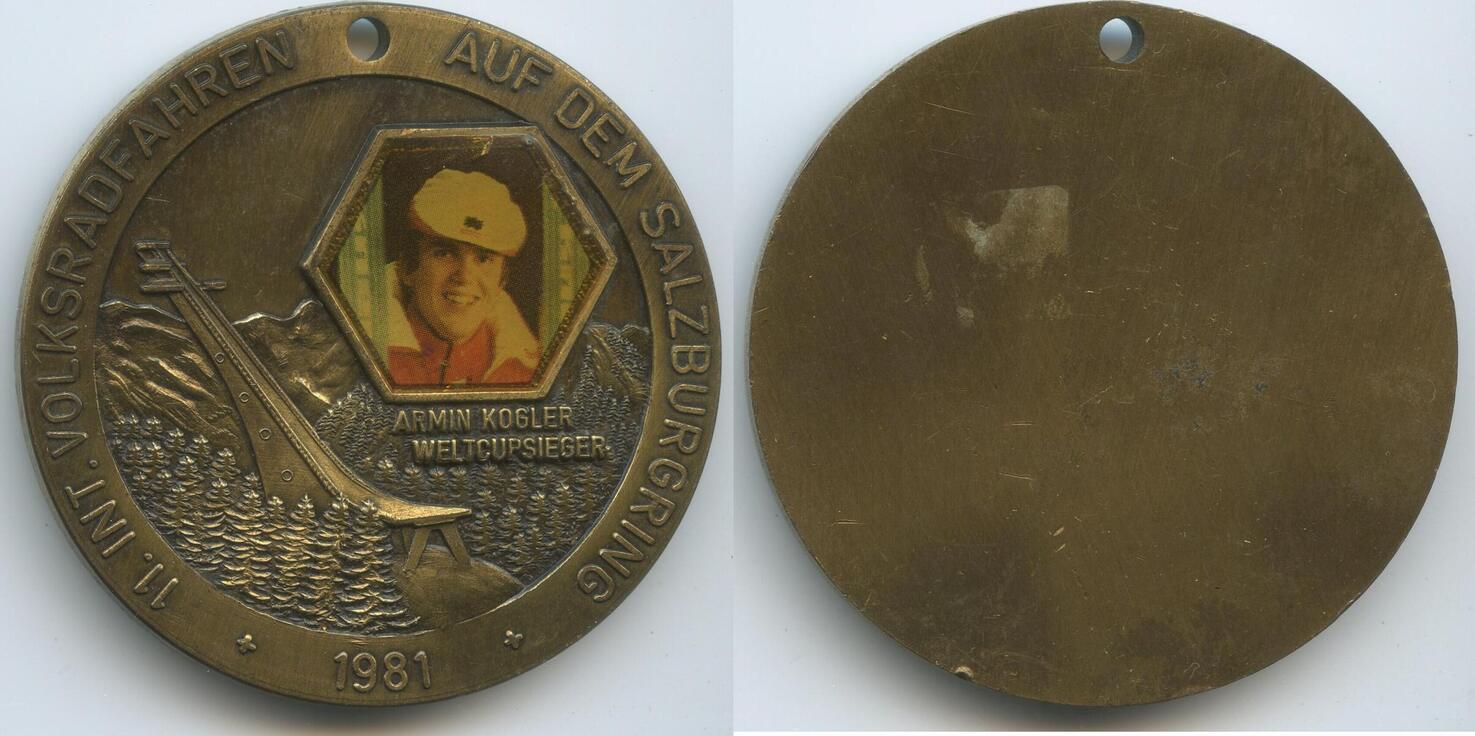 11. INT. VOLKSRADFAHREN AUF DEM SALZBURGRING
ARMIN KOGLER
WELTCUPSIEGER
1981